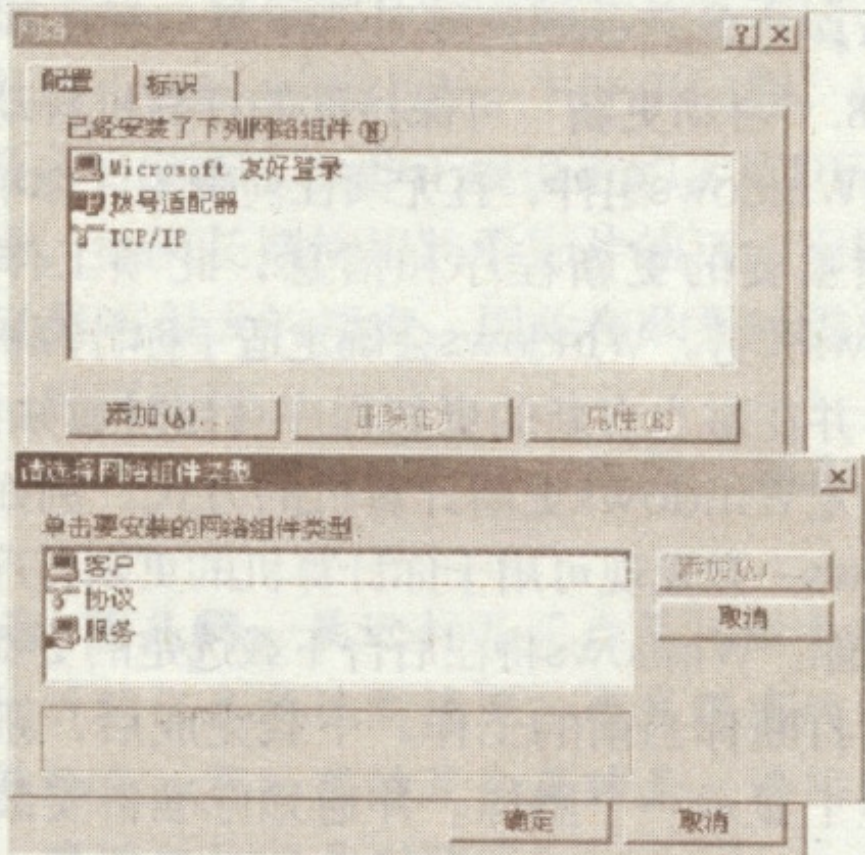 网络
配置
标识
已经安装了下列网络组件(N)
Microsoft 友好登录
拨号适配器
TCP/IP
添加(A)...
删除(E)
属性(R)
请选择网络组件类型
单击要安装的网络组件类型:
客户
协议
服务
添加(A)...
取消
确定
取消